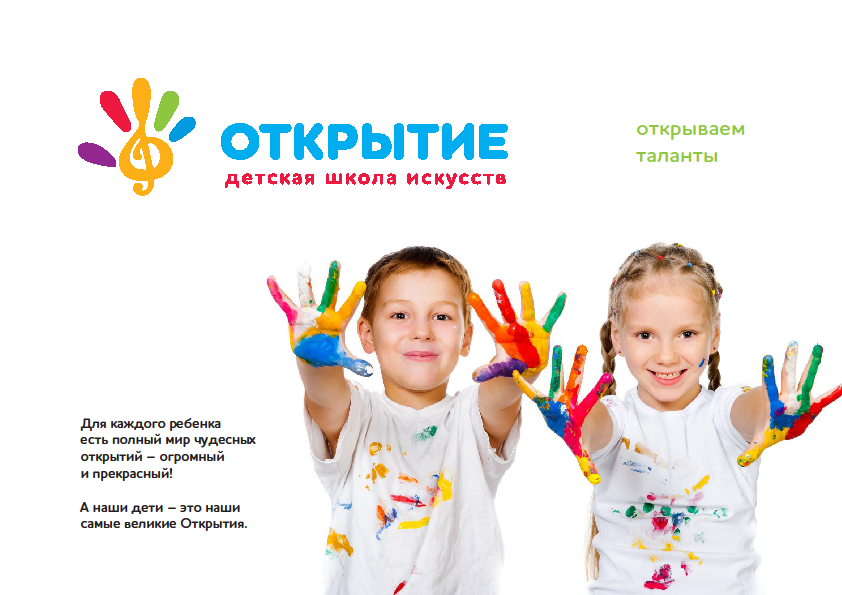 ОТКРЫТИЕ
детская школа искусств
открываем
таланты
Для каждого ребенка
есть полный мир чудесных
открытий – огромный
и прекрасный!
А наши дети – это наши
самые великие Открытия.